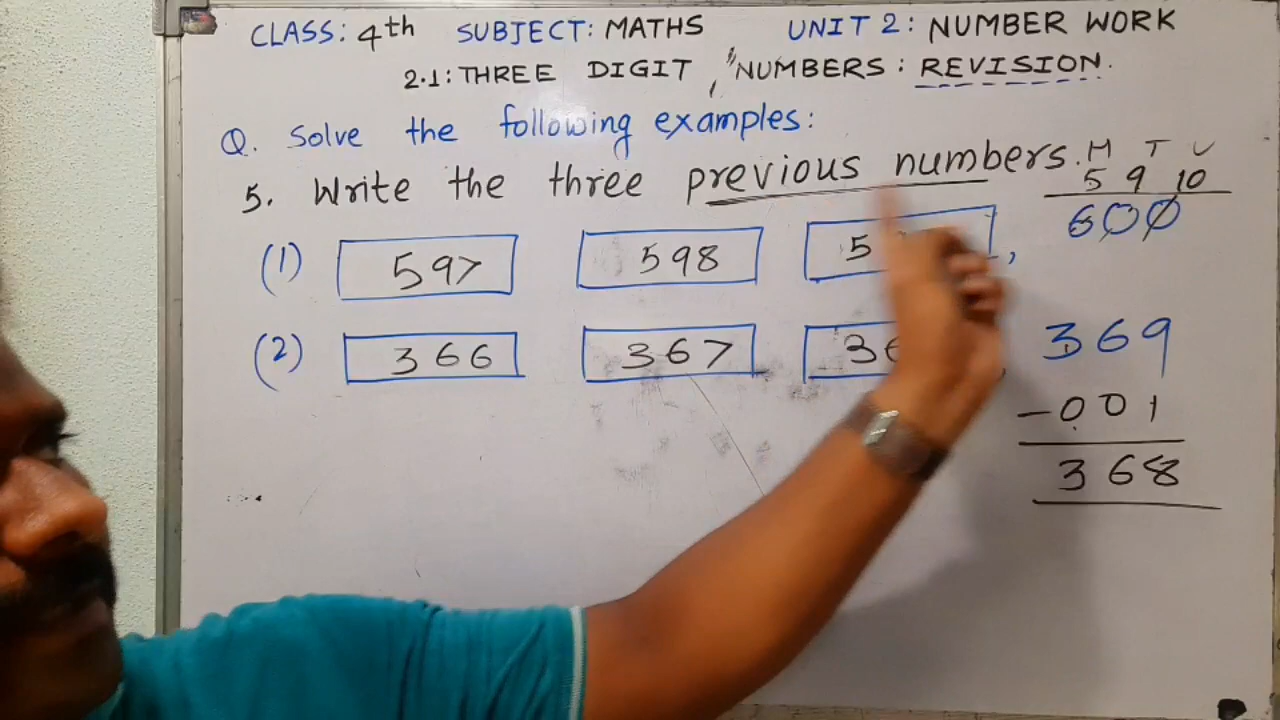 CLASS: 4th SUBJECT: MATHS UNIT 2: NUMBER WORK
2.1: THREE DIGIT NUMBERS: REVISION.
Q. Solve the following examples:
5. Write the three previous numbers.
H T U
5 9 10
600
(1) 597 598 5 ,
(2) 366 367 36 , 369
- 001
368